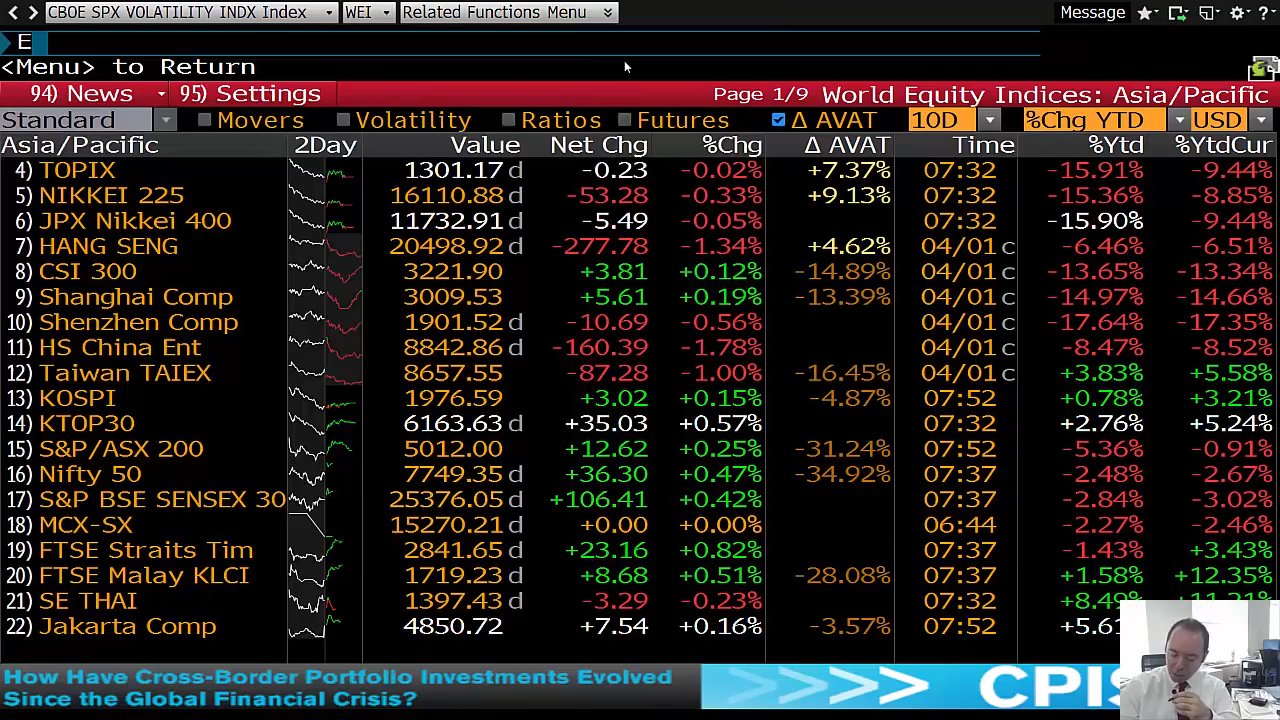 CBOE SPX VOLATILITY INDX Index WEI Related Functions Menu Message ?
E
<Menu> to Return
94) News 95) Settings Page 1/9 World Equity Indices: Asia/Pacific
Standard Movers Volatility Ratios Futures Δ AVAT 10D %Chg YTD USD
Asia/Pacific 2Day Value Net Chg %Chg Δ AVAT Time %Ytd %YtdCur
4) TOPIX 1301.17 d -0.23 -0.02% +7.37% 07:32 -15.91% -9.44%
5) NIKKEI 225 16110.88 d -53.28 -0.33% +9.13% 07:32 -15.36% -8.85%
6) JPX Nikkei 400 11732.91 d -5.49 -0.05% 07:32 -15.90% -9.44%
7) HANG SENG 20498.92 d -277.78 -1.34% +4.62% 04/01 c -6.46% -6.51%
8) CSI 300 3221.90 +3.81 +0.12% -14.89% 04/01 c -13.65% -13.34%
9) Shanghai Comp 3009.53 +5.61 +0.19% -13.39% 04/01 c -14.97% -14.66%
10) Shenzhen Comp 1901.52 d -10.69 -0.56% 04/01 c -17.64% -17.35%
11) HS China Ent 8842.86 d -160.39 -1.78% 04/01 c -8.47% -8.52%
12) Taiwan TAIEX 8657.55 -87.28 -1.00% -16.45% 04/01 c +3.83% +5.58%
13) KOSPI 1976.59 +3.02 +0.15% -4.87% 07:52 +0.78% +3.21%
14) KTOP30 6163.63 d +35.03 +0.57% 07:32 +2.76% +5.24%
15) S&P/ASX 200 5012.00 +12.62 +0.25% -31.24% 07:52 -5.36% -0.91%
16) Nifty 50 7749.35 d +36.30 +0.47% -34.92% 07:37 -2.48% -2.67%
17) S&P BSE SENSEX 30 25376.05 d +106.41 +0.42% 07:37 -2.84% -3.02%
18) MCX-SX 15270.21 d +0.00 +0.00% 06:44 -2.27% -2.46%
19) FTSE Straits Tim 2841.65 d +23.16 +0.82% 07:37 -1.43% +3.43%
20) FTSE Malay KLCI 1719.23 d +8.68 +0.51% -28.08% 07:37 +1.58% +12.35%
21) SE THAI 1397.43 d -3.29 -0.23% 07:32
22) Jakarta Comp 4850.72 +7.54 +0.16% -3.57% 07:52
How Have Cross-Border Portfolio Investments Evolved
Since the Global Financial Crisis?
CPIS